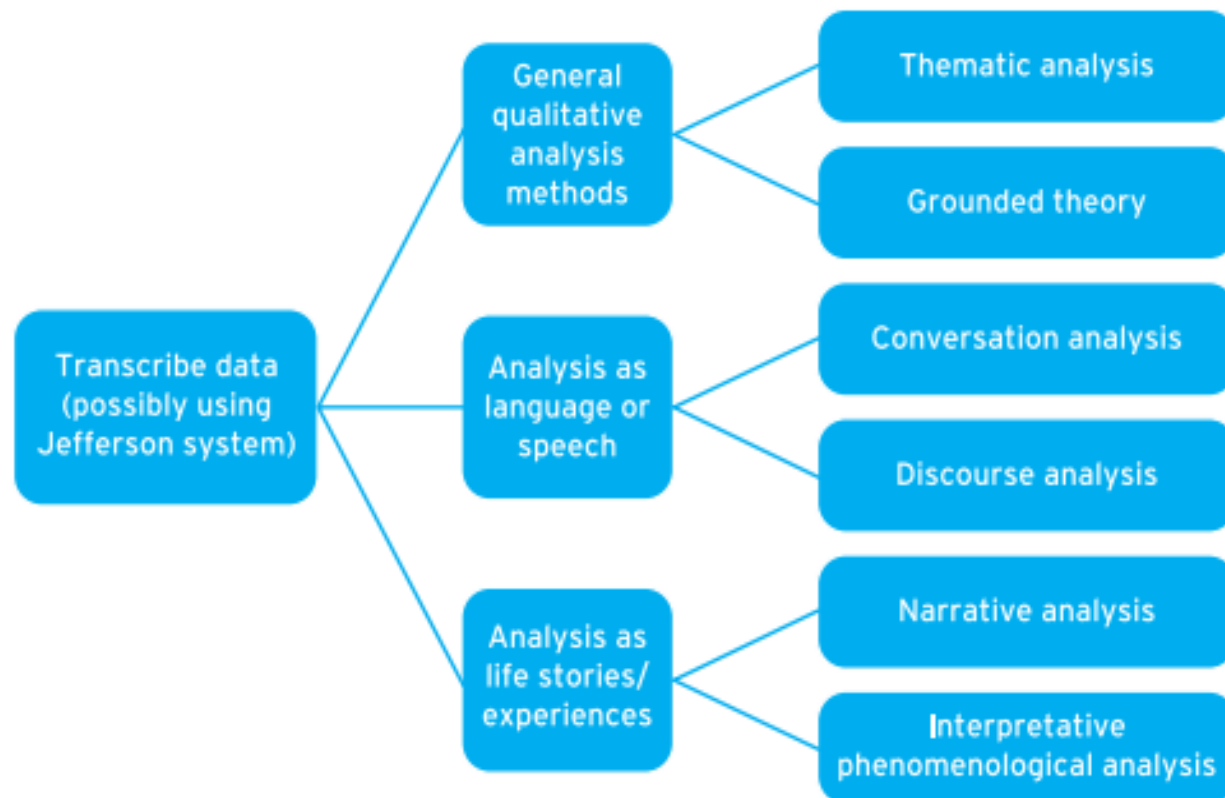 Transcribe data
(possibly using
Jefferson system)
General
qualitative
analysis
methods
Thematic analysis
Grounded theory
Analysis as
language or
speech
Conversation analysis
Discourse analysis
Analysis as
life stories/
experiences
Narrative analysis
Interpretative
phenomenological analysis